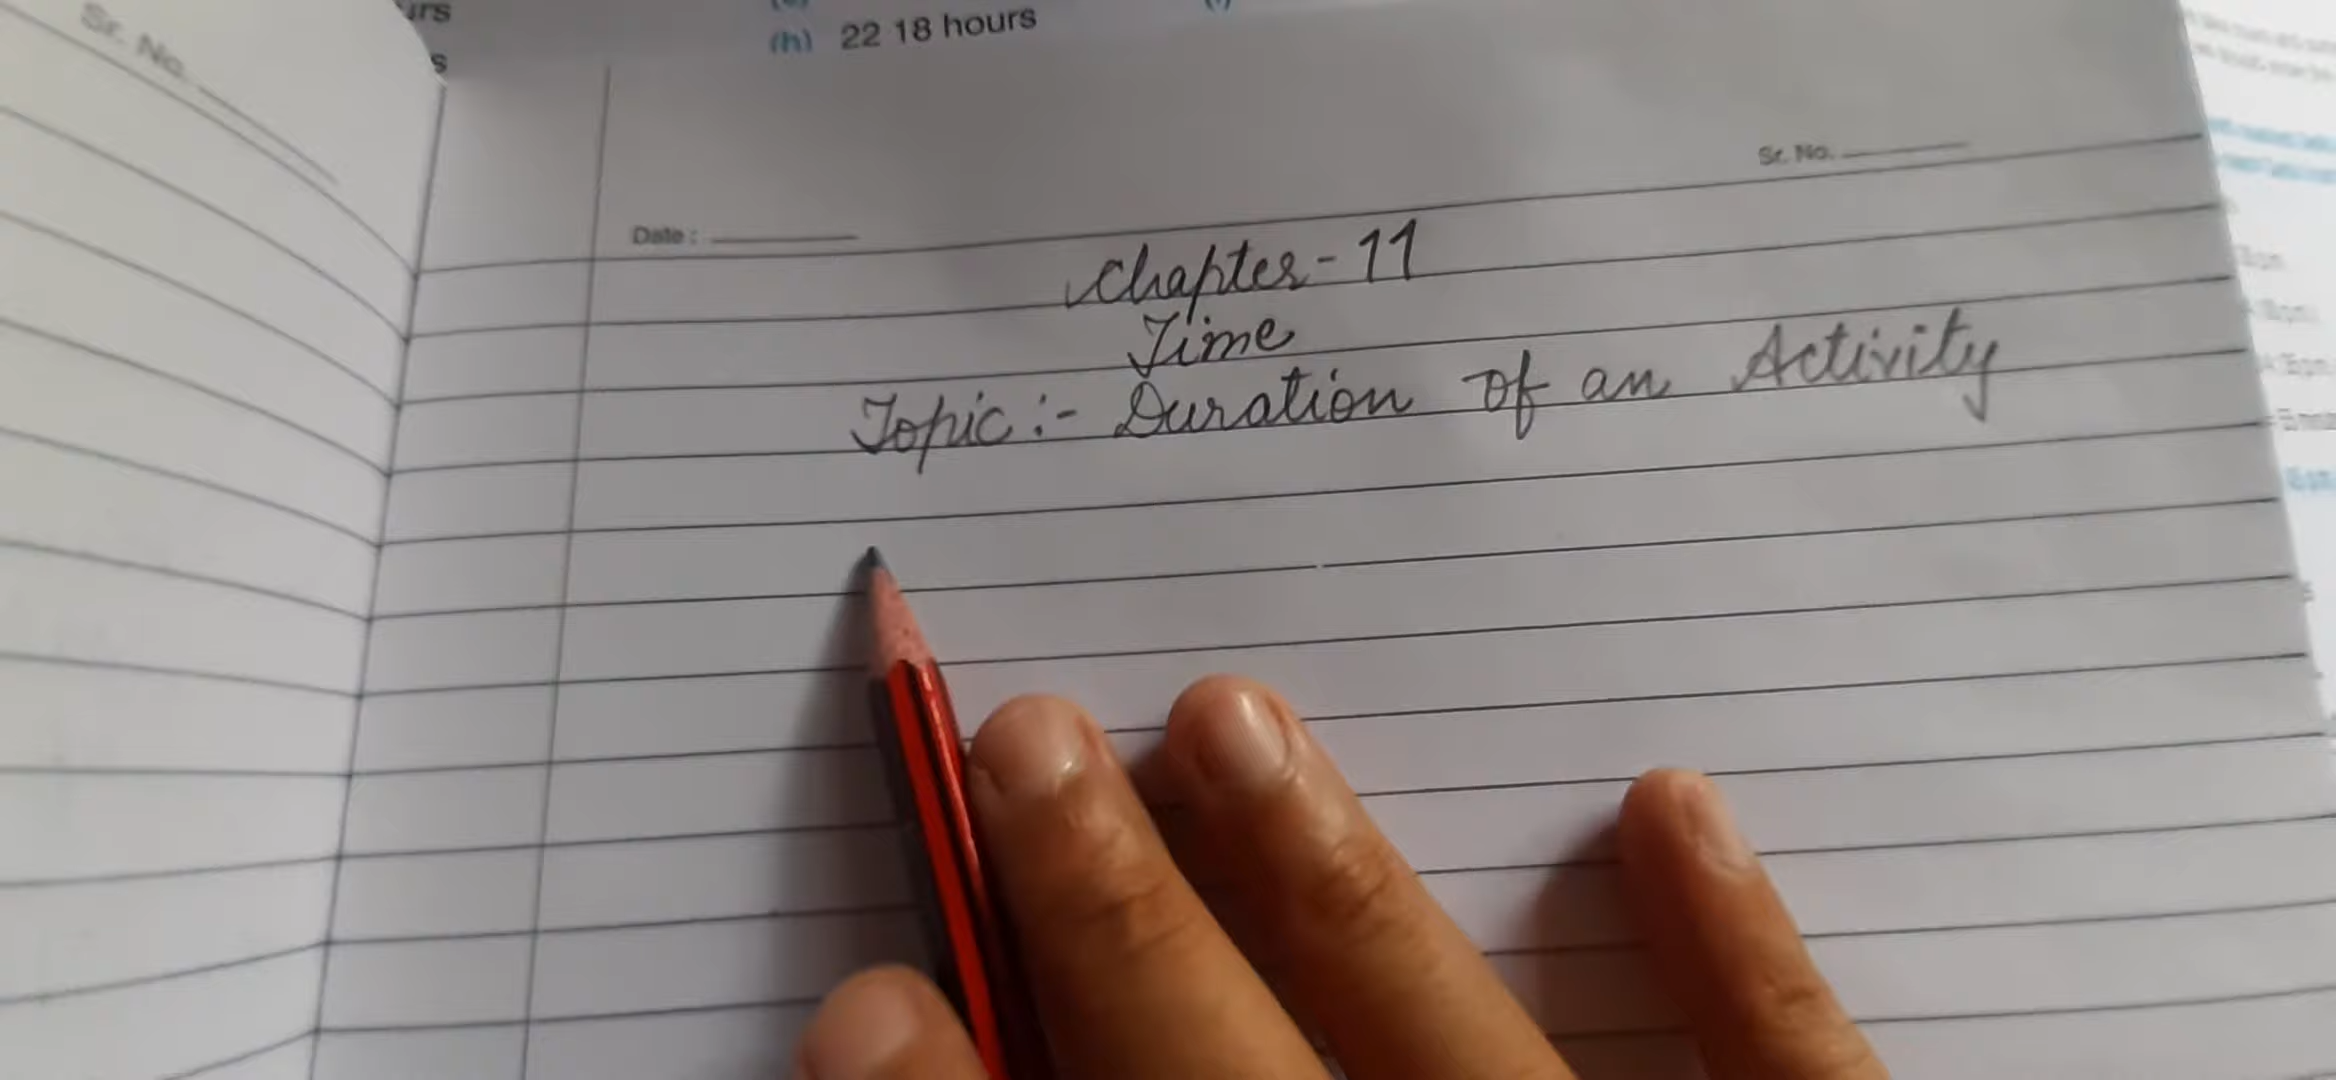 (h) 22 18 hours
Sr. No.
Sr. No.
Date :
Chapter - 11
Time
Topic :- Duration of an Activity